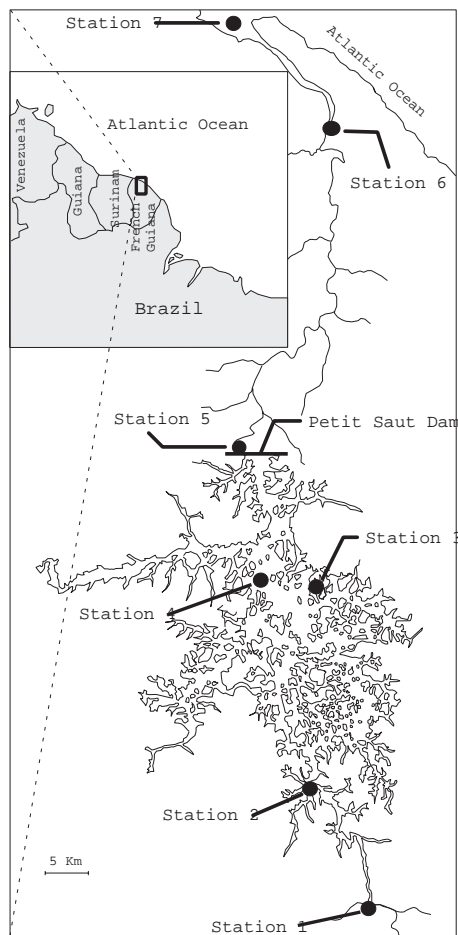 Station 7
Atlantic Ocean
Atlantic Ocean
Station 6
Venezuela
Guiana
Surinam
French
Guiana
Brazil
Station 5
Petit Saut Dam
Station 3
Station 4
Station 2
5 Km
Station 1